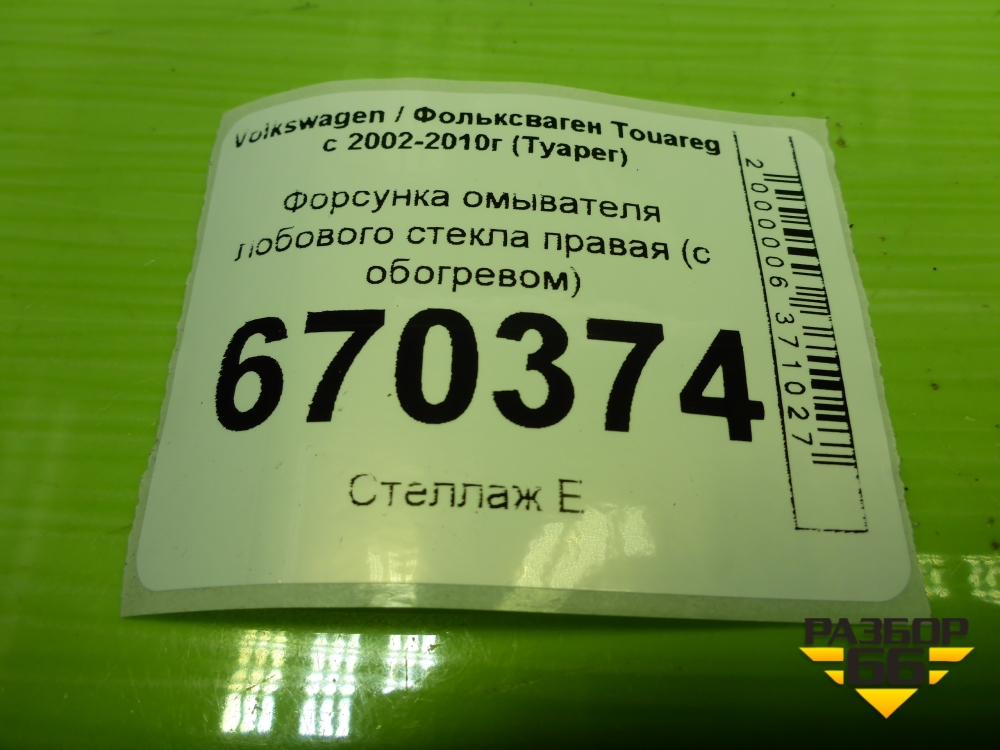 Volkswagen / Фольксваген Touareg
с 2002-2010г (Туарег)
Форсунка омывателя
лобового стекла правая (с
обогревом)
670374
Стеллаж Е
2000006371027
РАЗБОР
66